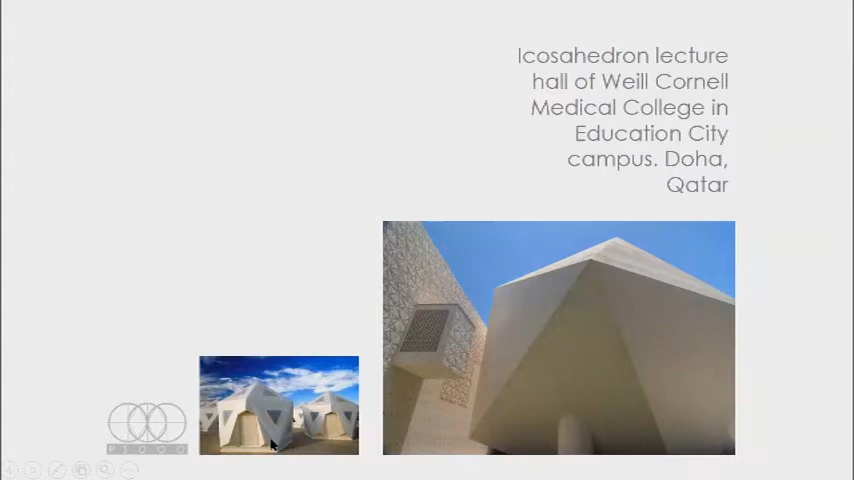 Icosahedron lecture
hall of Weill Cornell
Medical College in
Education City
campus. Doha,
Qatar